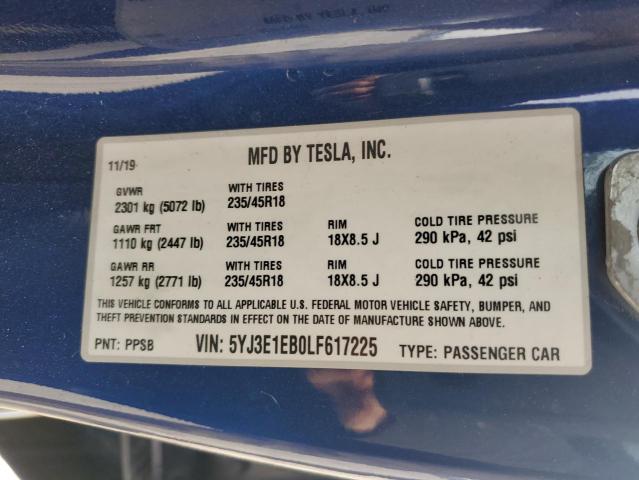 11/19
MFD BY TESLA, INC.
GVWR WITH TIRES
2301 kg (5072 lb) 235/45R18
GAWR FRT WITH TIRES RIM COLD TIRE PRESSURE
1110 kg (2447 lb) 235/45R18 18X8.5 J 290 kPa, 42 psi
GAWR RR WITH TIRES RIM COLD TIRE PRESSURE
1257 kg (2771 lb) 235/45R18 18X8.5 J 290 kPa, 42 psi
THIS VEHICLE CONFORMS TO ALL APPLICABLE U.S. FEDERAL MOTOR VEHICLE SAFETY, BUMPER, AND
THEFT STANDARDS IN EFFECT ON THE DATE OF MANUFACTURE SHOWN ABOVE.
PNT: PPSB VIN: 5YJ3E1EB0LF617225 TYPE: PASSENGER CAR